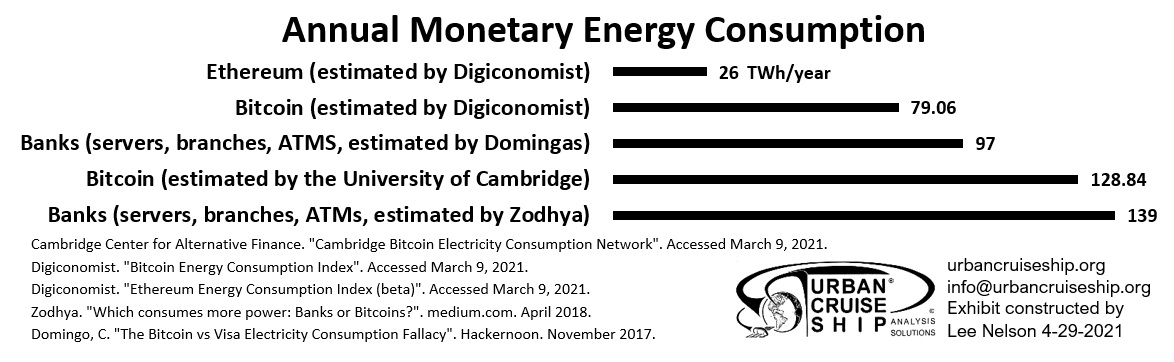 Annual Monetary Energy Consumption
Ethereum (estimated by Digiconomist) 26 TWh/year
Bitcoin (estimated by Digiconomist) 79.06
Banks (servers, branches, ATMS, estimated by Domingas) 97
Bitcoin (estimated by the University of Cambridge) 128.84
Banks (servers, branches, ATMs, estimated by Zodhya) 139
Cambridge Center for Alternative Finance. "Cambridge Bitcoin Electricity Consumption Network". Accessed March 9, 2021.
Digiconomist. "Bitcoin Energy Consumption Index". Accessed March 9, 2021.
Digiconomist. "Ethereum Energy Consumption Index (beta)". Accessed March 9, 2021.
Zodhya. "Which consumes more power: Banks or Bitcoins?". medium.com. April 2018.
Domingo, C. "The Bitcoin vs Visa Electricity Consumption Fallacy". Hackernoon. November 2017.
URBAN®
CRUISE ©
SHIP ANALYSIS
SOLUTIONS
urbancruiseship.org
info@urbancruiseship.org
Exhibit constructed by
Lee Nelson 4-29-2021